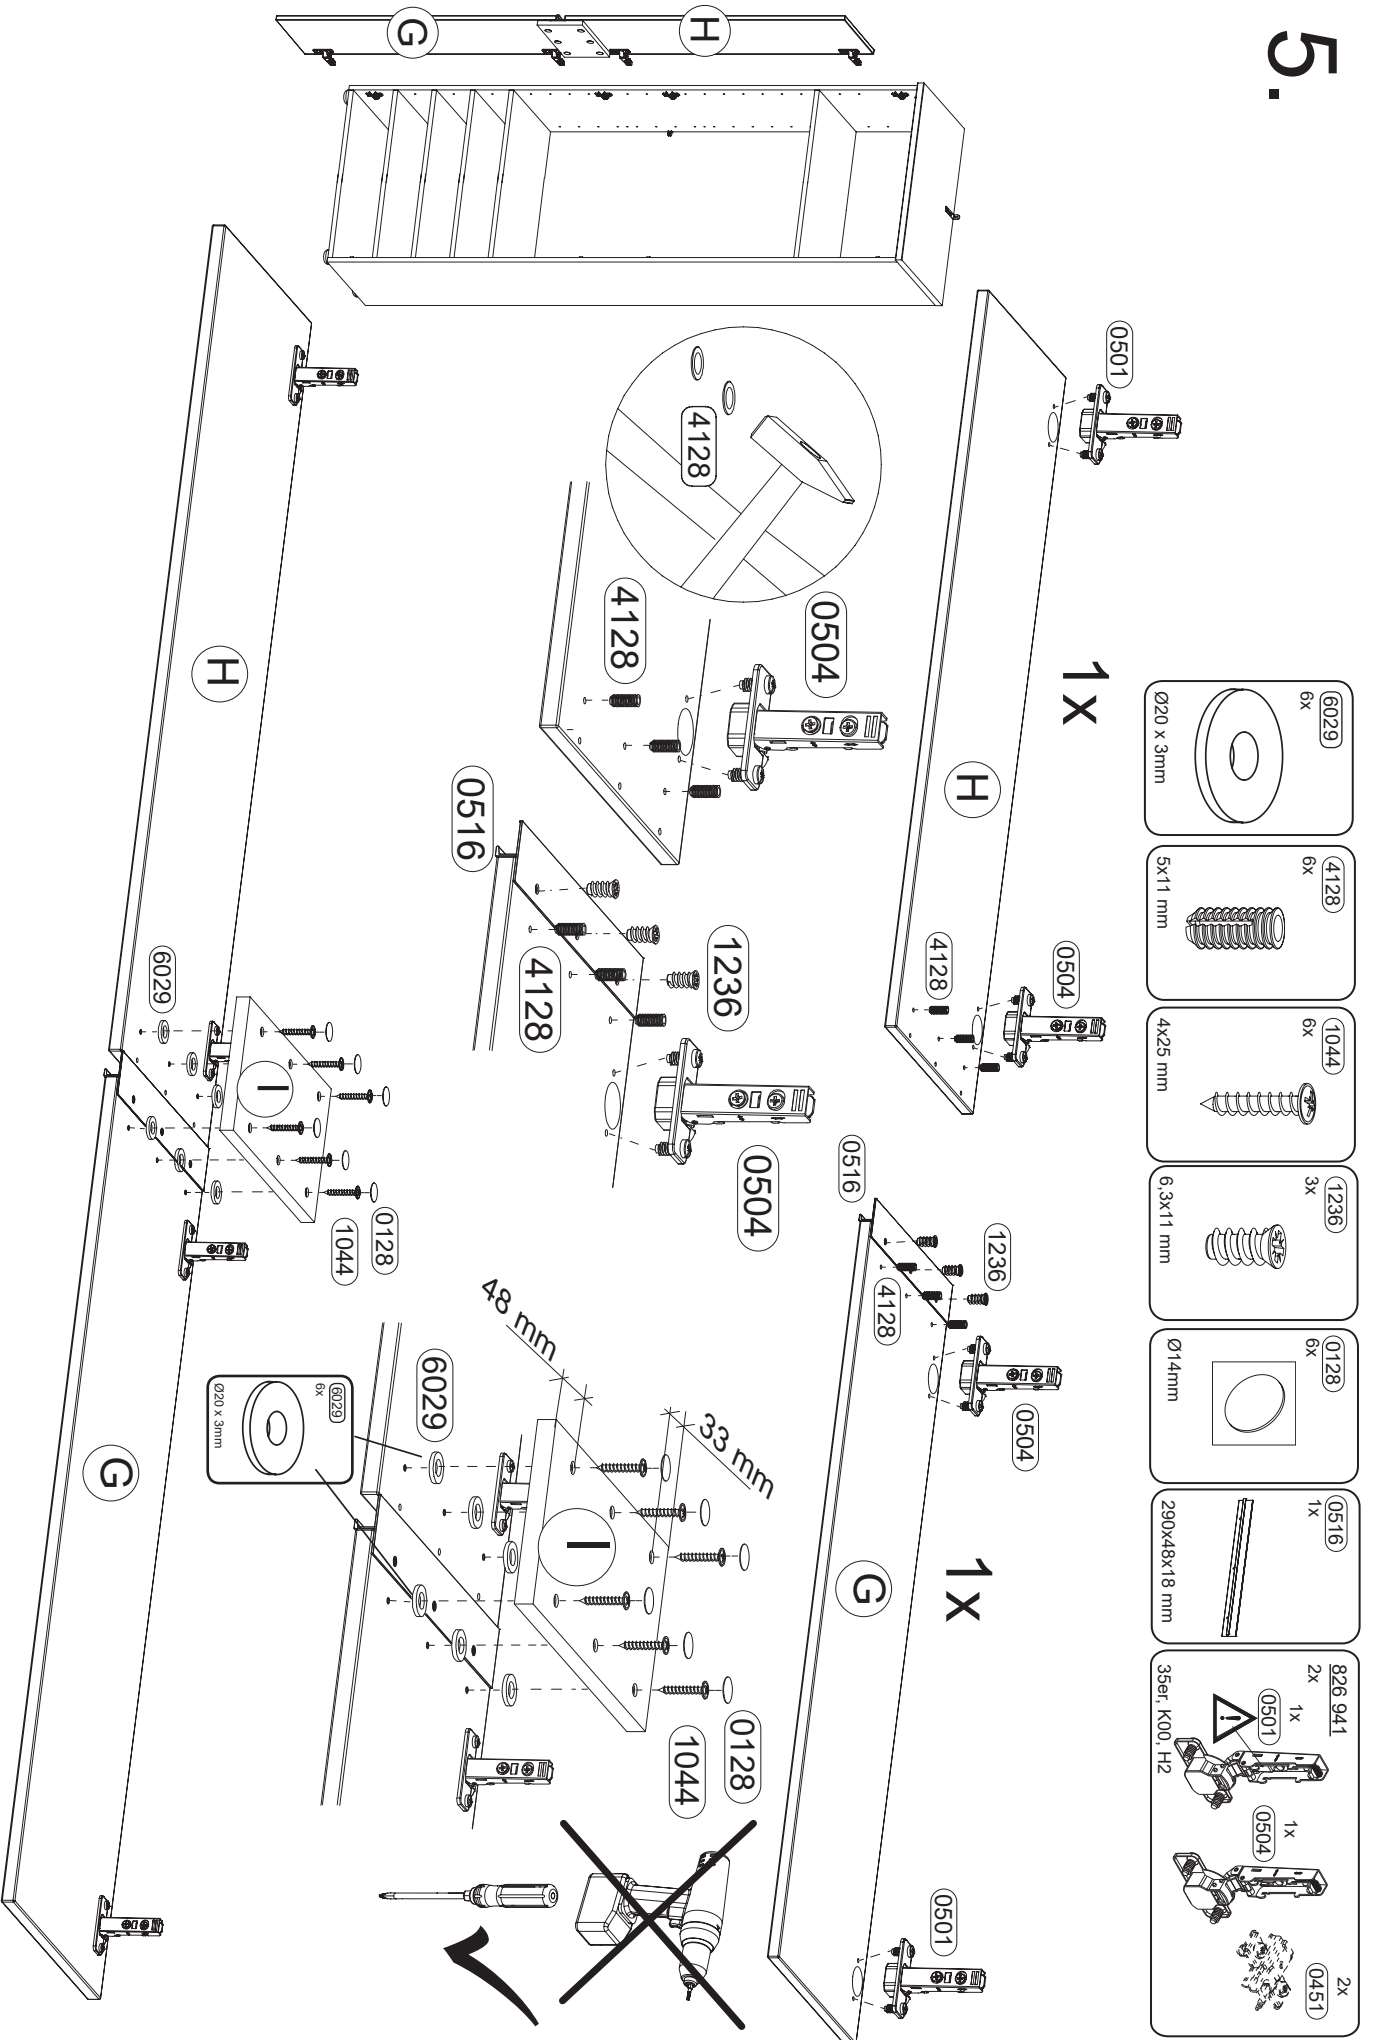 5.
6029
6x
Ø20 x 3mm
4128
6x
5x11 mm
1044
6x
4x25 mm
1236
3x
6,3x11 mm
0128
6x
Ø14mm
0516
1x
290x48x18 mm
826 941
2x
1x
0501
1x
0504
2x
0451
35er, K00, H2
G
H
0501
1x
H
0504
4128
0516
1236
4128
0504
1x
G
0501
4128
0504
4128
0516
1236
4128
0504
H
6029
I
0128
1044
G
48 mm
33 mm
6029
I
0128
1044
6029
6x
Ø20 x 3mm